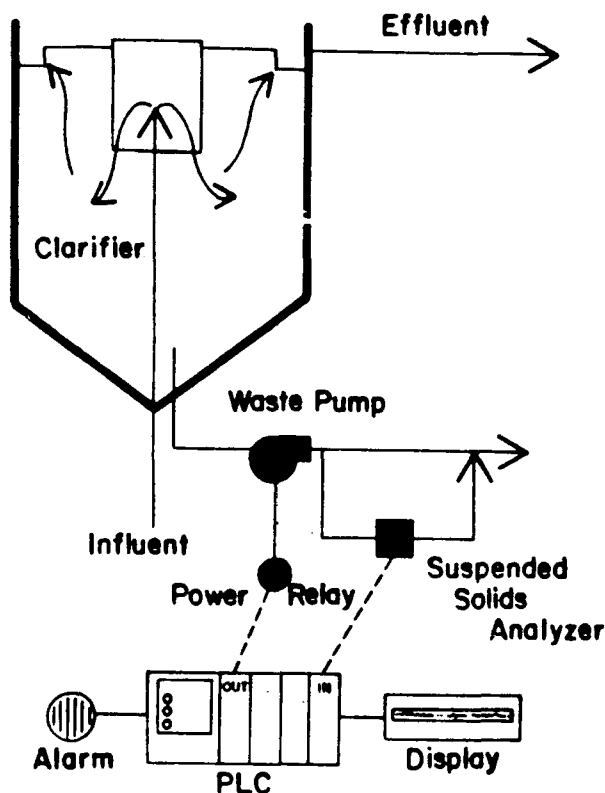 Effluent
Clarifier
Waste Pump
Influent
Power Relay
Suspended
Solids
Analyzer
OUT
IN
Alarm
PLC
Display